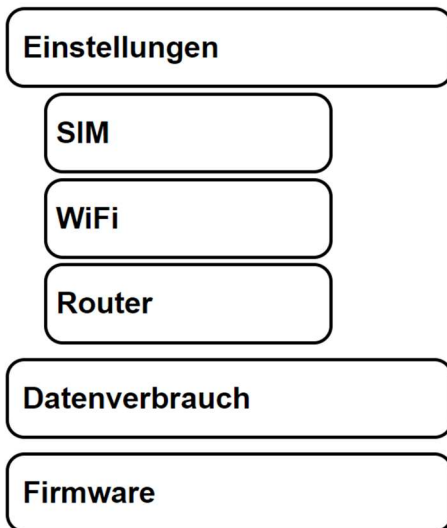 Einstellungen
SIM
WiFi
Router
Datenverbrauch
Firmware